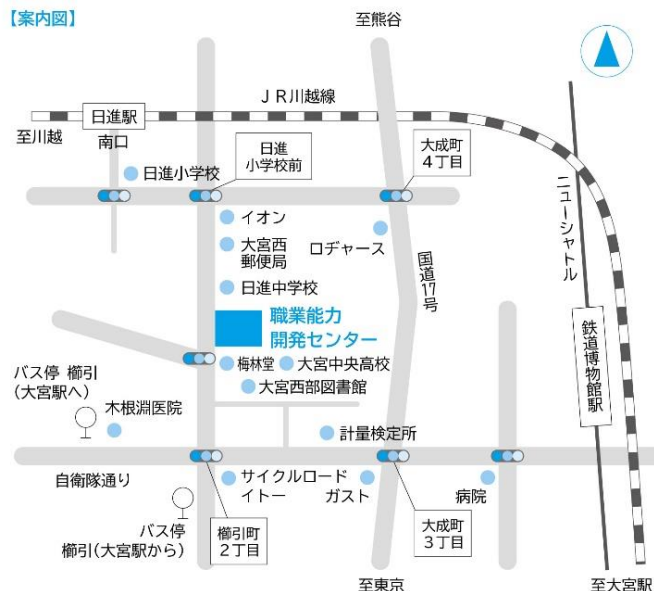 【案内図】
至熊谷
JR川越線
日進駅
至川越
南口
日進小学校
日進
小学校前
大成町
4丁目
イオン
大宮西
郵便局
ロヂャース
ニューシャトル
国道17号
日進中学校
職業能力
開発センター
鉄道博物館駅
梅林堂
大宮中央高校
大宮西部図書館
バス停 櫛引
(大宮駅へ)
木根淵医院
計量検定所
自衛隊通り
サイクルロード
イトー
ガスト
病院
バス停
櫛引(大宮駅から)
櫛引町
2丁目
大成町
3丁目
至東京
至大宮駅